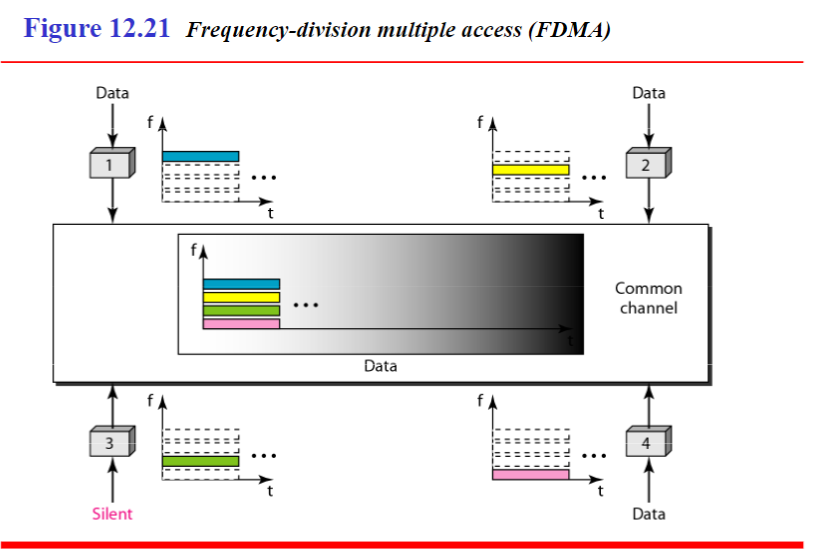 Figure 12.21 Frequency-division multiple access (FDMA)
Data
Data
f
f
1
2
...
...
t
t
f
Common
channel
...
t
Data
f
f
3
4
...
...
t
t
Silent
Data